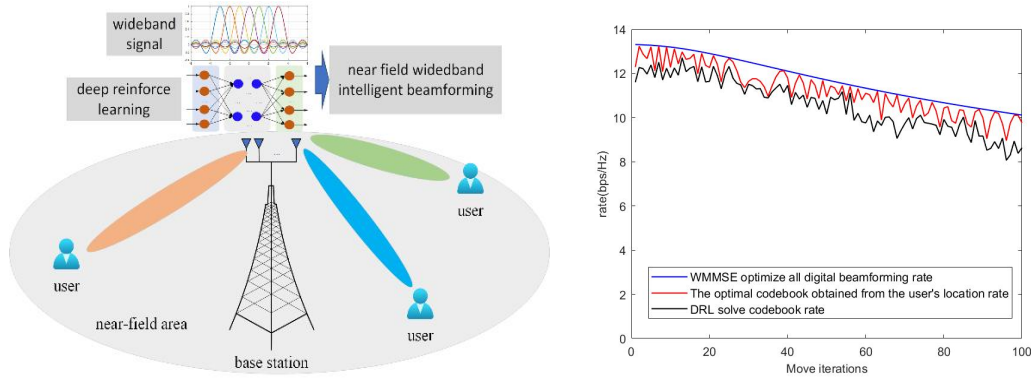 wideband
signal
deep reinforce
learning
near field widedband
intelligent beamforming
...
user
user
user
near-field area
base station
14
12
10
8
6
4
2
0
rate(bps/Hz)
WMMSE optimize all digital beamforming rate
The optimal codebook obtained from the user's location rate
DRL solve codebook rate
0
20
40
60
80
100
Move iterations